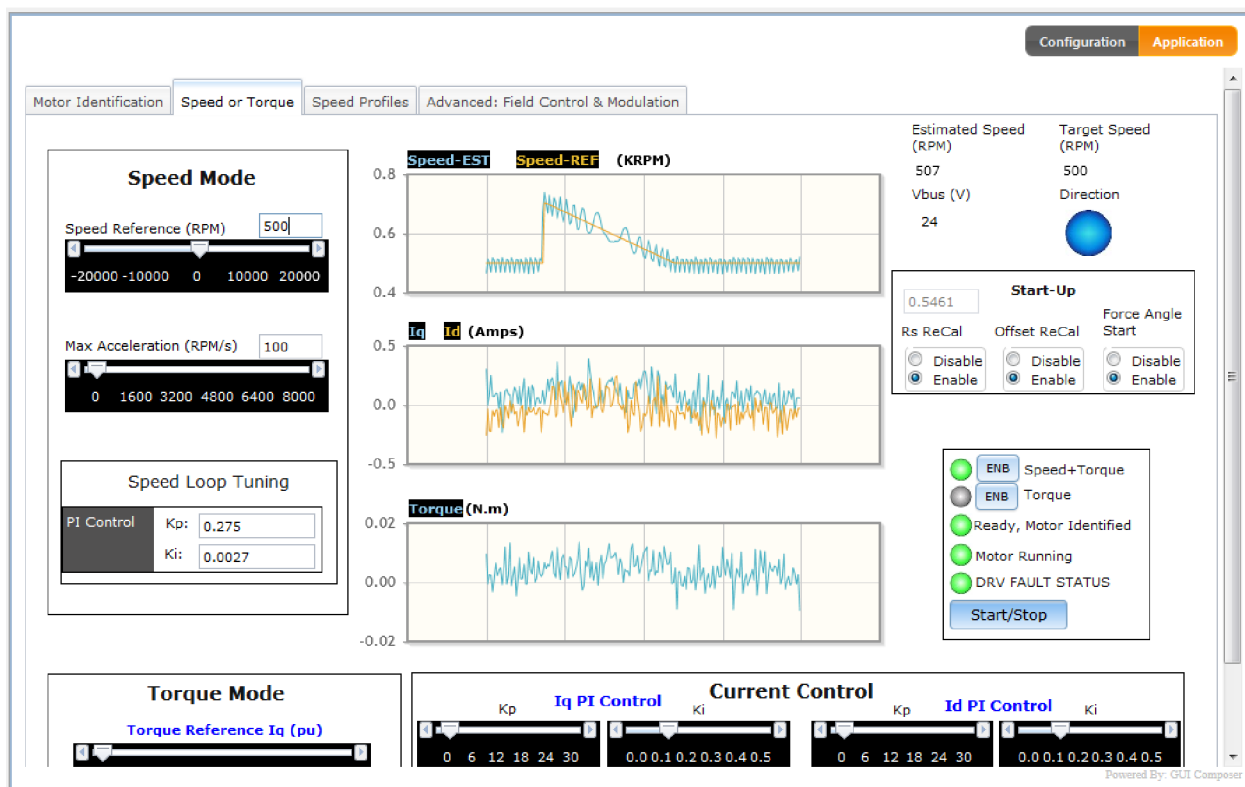 Configuration Application
Motor Identification Speed or Torque Speed Profiles Advanced: Field Control & Modulation
Estimated Speed (RPM)
507
Target Speed (RPM)
500
Vbus (V)
24
Direction
Speed Mode
Speed Reference (RPM) 500
-20000 -10000 0 10000 20000
Max Acceleration (RPM/s) 100
0 1600 3200 4800 6400 8000
Speed Loop Tuning
PI Control Kp: 0.275
Ki: 0.0027
Speed-EST Speed-REF (KRPM)
0.8
0.6
0.4
Iq Id (Amps)
0.5
0.0
-0.5
Torque (N.m)
0.02
0.00
-0.02
Start-Up
0.5461
Rs ReCal
Disable
Enable
Offset ReCal
Disable
Enable
Force Angle
Start
Disable
Enable
ENB Speed+Torque
ENB Torque
Ready, Motor Identified
Motor Running
DRV FAULT STATUS
Start/Stop
Torque Mode
Torque Reference Iq (pu)
Current Control
Iq PI Control
Kp
0 6 12 18 24 30
Ki
0.0 0.1 0.2 0.3 0.4 0.5
Id PI Control
Kp
0 6 12 18 24 30
Ki
0.0 0.1 0.2 0.3 0.4 0.5
Powered By: GUI Composer